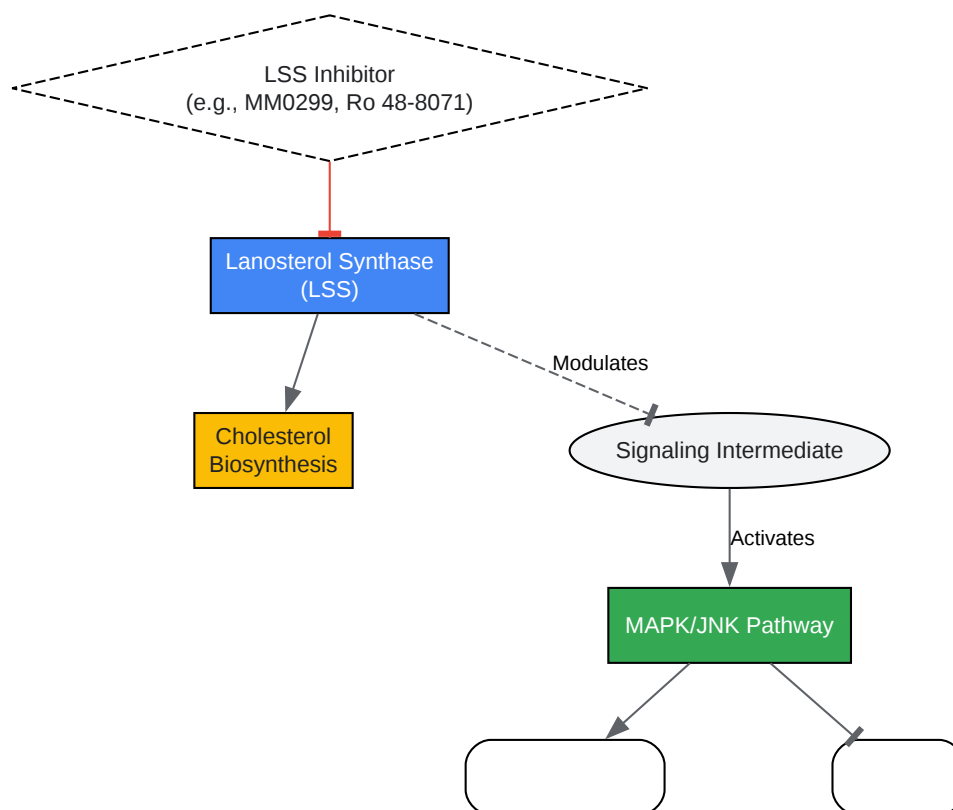 LSS Inhibitor
(e.g., MM0299, Ro 48-8071)
Lanosterol Synthase
(LSS)
Modulates
Cholesterol
Biosynthesis
Signaling Intermediate
Activates
MAPK/JNK Pathway